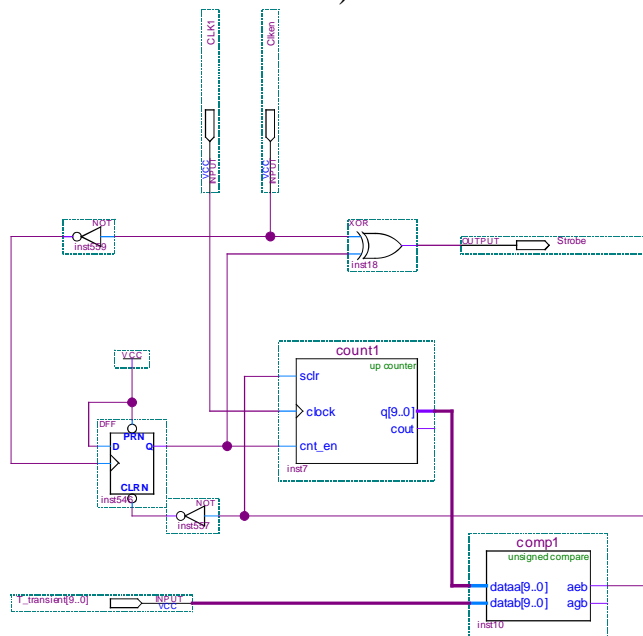 )
CLK1
VCC
INPUT
Clken
VCC
INPUT
NOT
inst559
XOR
inst18
OUTPUT
Strobe
VCC
count1
up counter
sclr
clock
cnt_en
q[9..0]
cout
inst7
DFF
PRN
D
Q
CLRN
inst546
NOT
inst557
comp1
unsigned compare
dataa[9..0]
datab[9..0]
aeb
agb
inst10
T_transient[9..0]
INPUT
VCC